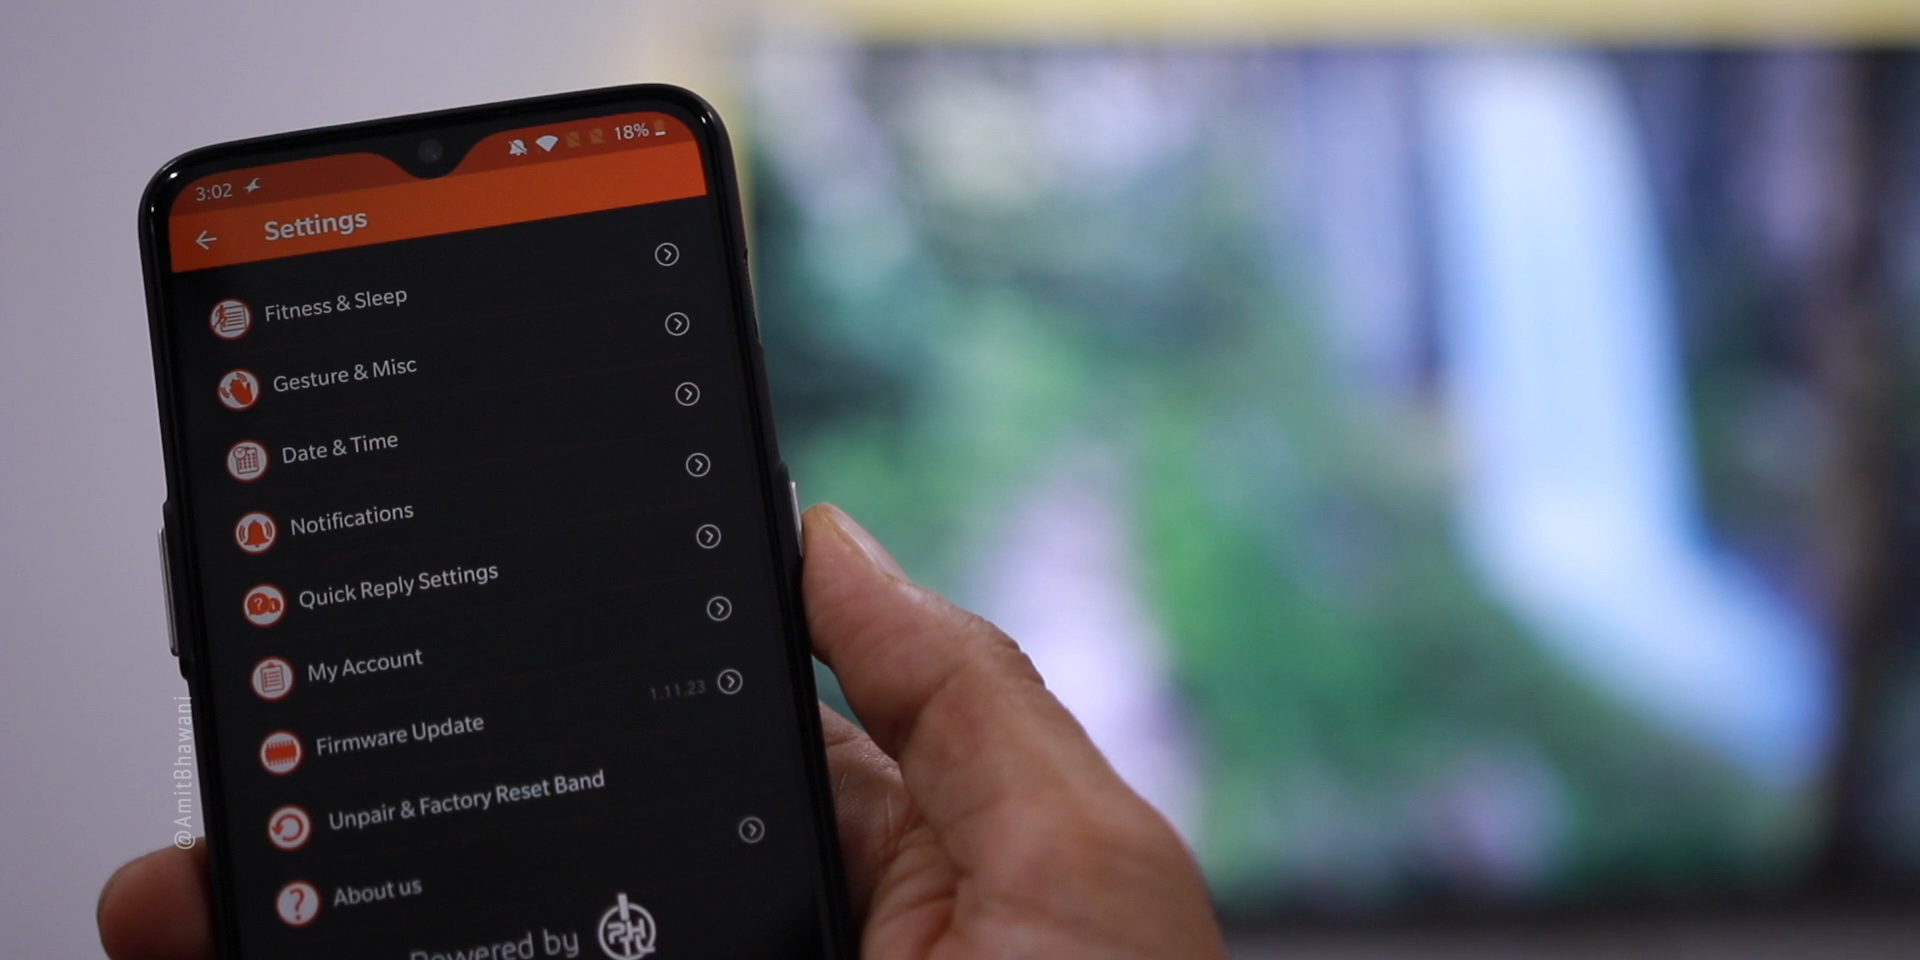 3:02
18%
Settings
Fitness & Sleep
Gesture & Misc
Date & Time
Notifications
Quick Reply Settings
My Account
Firmware Update 1.11.23
Unpair & Factory Reset Band
About us
Powered by
@AmitBhawani